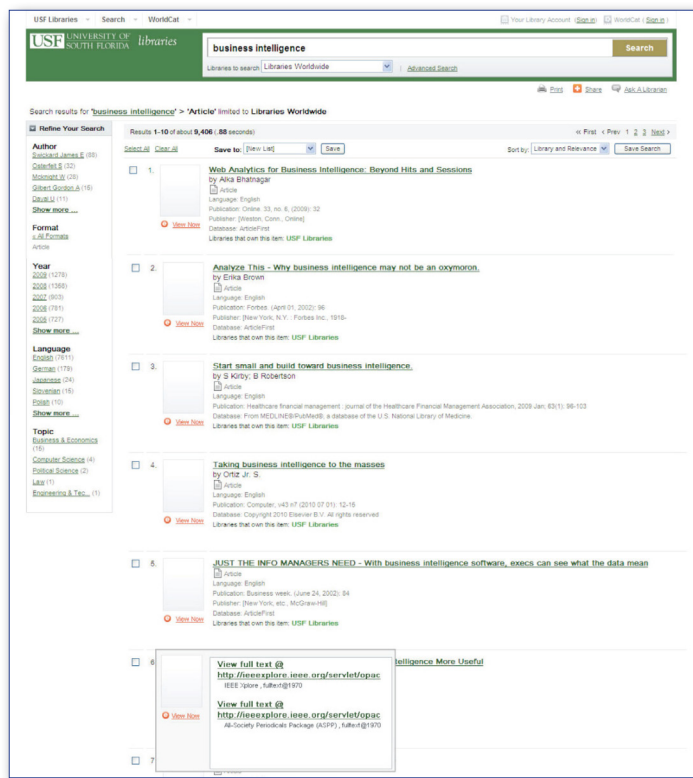 USF Libraries Search WorldCat Your Library Account (Sign in) WorldCat (Sign in)
USF UNIVERSITY OF SOUTH FLORIDA libraries
business intelligence Search
Libraries to search: Libraries Worldwide Advanced Search
Print Share Ask A Librarian
Search results for 'business intelligence' > 'Article' limited to Libraries Worldwide
Refine Your Search
Author
Swickard James E (88)
Osterfelt S (32)
Mcknight W (28)
Gilbert Gordon A (16)
Dayal U (11)
Show more ...
Format
« All Formats
Article
Year
2009 (1278)
2008 (1368)
2007 (903)
2006 (781)
2005 (727)
Show more ...
Language
English (7611)
German (179)
Japanese (24)
Slovenian (15)
Polish (10)
Show more ...
Topic
Business & Economics
(16)
Computer Science (4)
Political Science (2)
Law (1)
Engineering & Tec... (1)
Results 1-10 of about 9,406 (.88 seconds) « First < Prev 1 2 3 Next >
Select All Clear All Save to: [New List] Save Sort by: Library and Relevance Save Search
1. Web Analytics for Business Intelligence: Beyond Hits and Sessions
by Alka Bhatnagar
Article
Language: English
Publication: Online. 33, no. 6, (2009): 32
Publisher: [Weston, Conn., Online]
Database: ArticleFirst
Libraries that own this item: USF Libraries
View Now
2. Analyze This - Why business intelligence may not be an oxymoron.
by Erika Brown
Article
Language: English
Publication: Forbes. (April 01, 2002): 96
Publisher: [New York, N.Y. : Forbes Inc., 1918-
Database: ArticleFirst
Libraries that own this item: USF Libraries
View Now
3. Start small and build toward business intelligence.
by S Kirby; B Robertson
Article
Language: English
Publication: Healthcare financial management : journal of the Healthcare Financial Management Association, 2009 Jan; 63(1): 96-103
Database: From MEDLINE®/PubMed®, a database of the U.S. National Library of Medicine.
Libraries that own this item: USF Libraries
View Now
4. Taking business intelligence to the masses
by Ortiz Jr. S.
Article
Language: English
Publication: Computer, v43 n7 (2010 07 01): 12-15
Database: Copyright 2010 Elsevier B.V. All rights reserved
Libraries that own this item: USF Libraries
View Now
5. JUST THE INFO MANAGERS NEED - With business intelligence software, execs can see what the data mean
Article
Language: English
Publication: Business week, (June 24, 2002): 84
Publisher: [New York, etc., McGraw-Hill]
Database: ArticleFirst
Libraries that own this item: USF Libraries
View Now
6 telligence More Useful
View full text @
http://ieeexplore.ieee.org/servlet/opac
IEEE Xplore , fulltext@1970
View full text @
http://ieeexplore.ieee.org/servlet/opac
All-Society Periodicals Package (ASPP) , fulltext@1970
View Now
7
Article